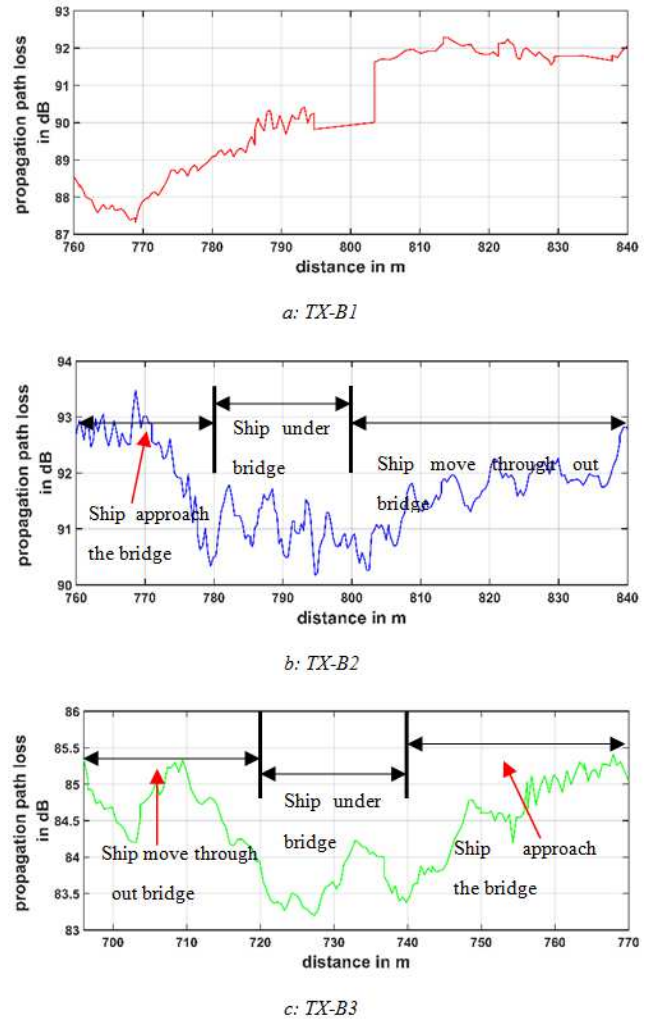 93
92
91
90
89
88
87
propagation path loss
in dB
760 770 780 790 800 810 820 830 840
distance in m
a: TX-B1
94
93
92
91
90
propagation path loss
in dB
Ship under
bridge
Ship approach
the bridge
Ship move through out
bridge
760 770 780 790 800 810 820 830 840
distance in m
b: TX-B2
86
85.5
85
84.5
84
83.5
83
propagation path loss
in dB
Ship under
bridge
Ship move through
out bridge
Ship approach
the bridge
700 710 720 730 740 750 760 770
distance in m
c: TX-B3